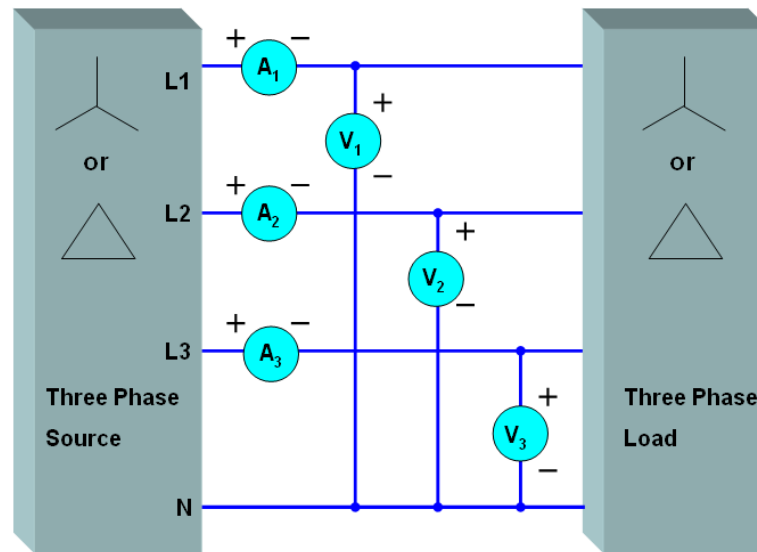 + A₁ −
L1
+
V₁
−
or
or
L2
+ A₂ −
+
V₂
−
L3
+ A₃ −
Three Phase
Source
+
V₃
−
Three Phase
Load
N